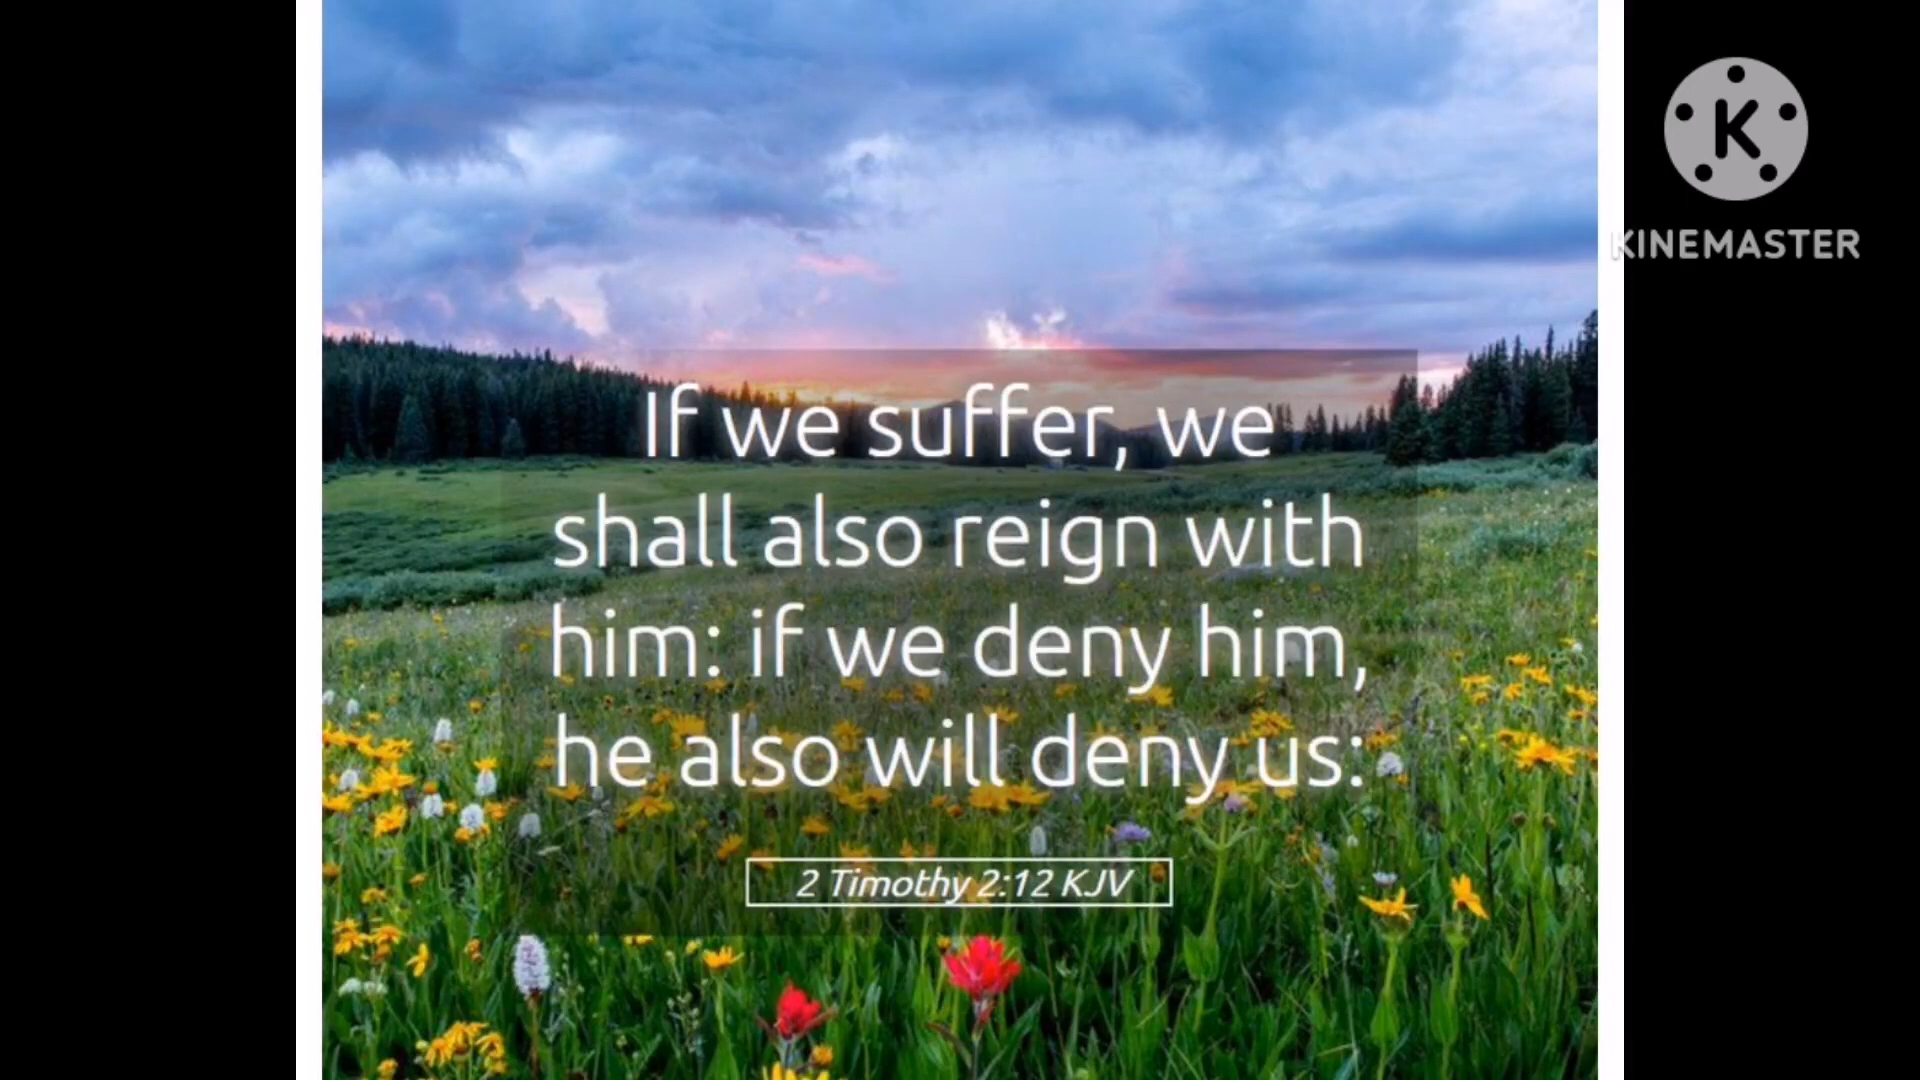 K
KINEMASTER
If we suffer, we
shall also reign with
him: if we deny him,
he also will deny us:
2 Timothy 2:12 KJV